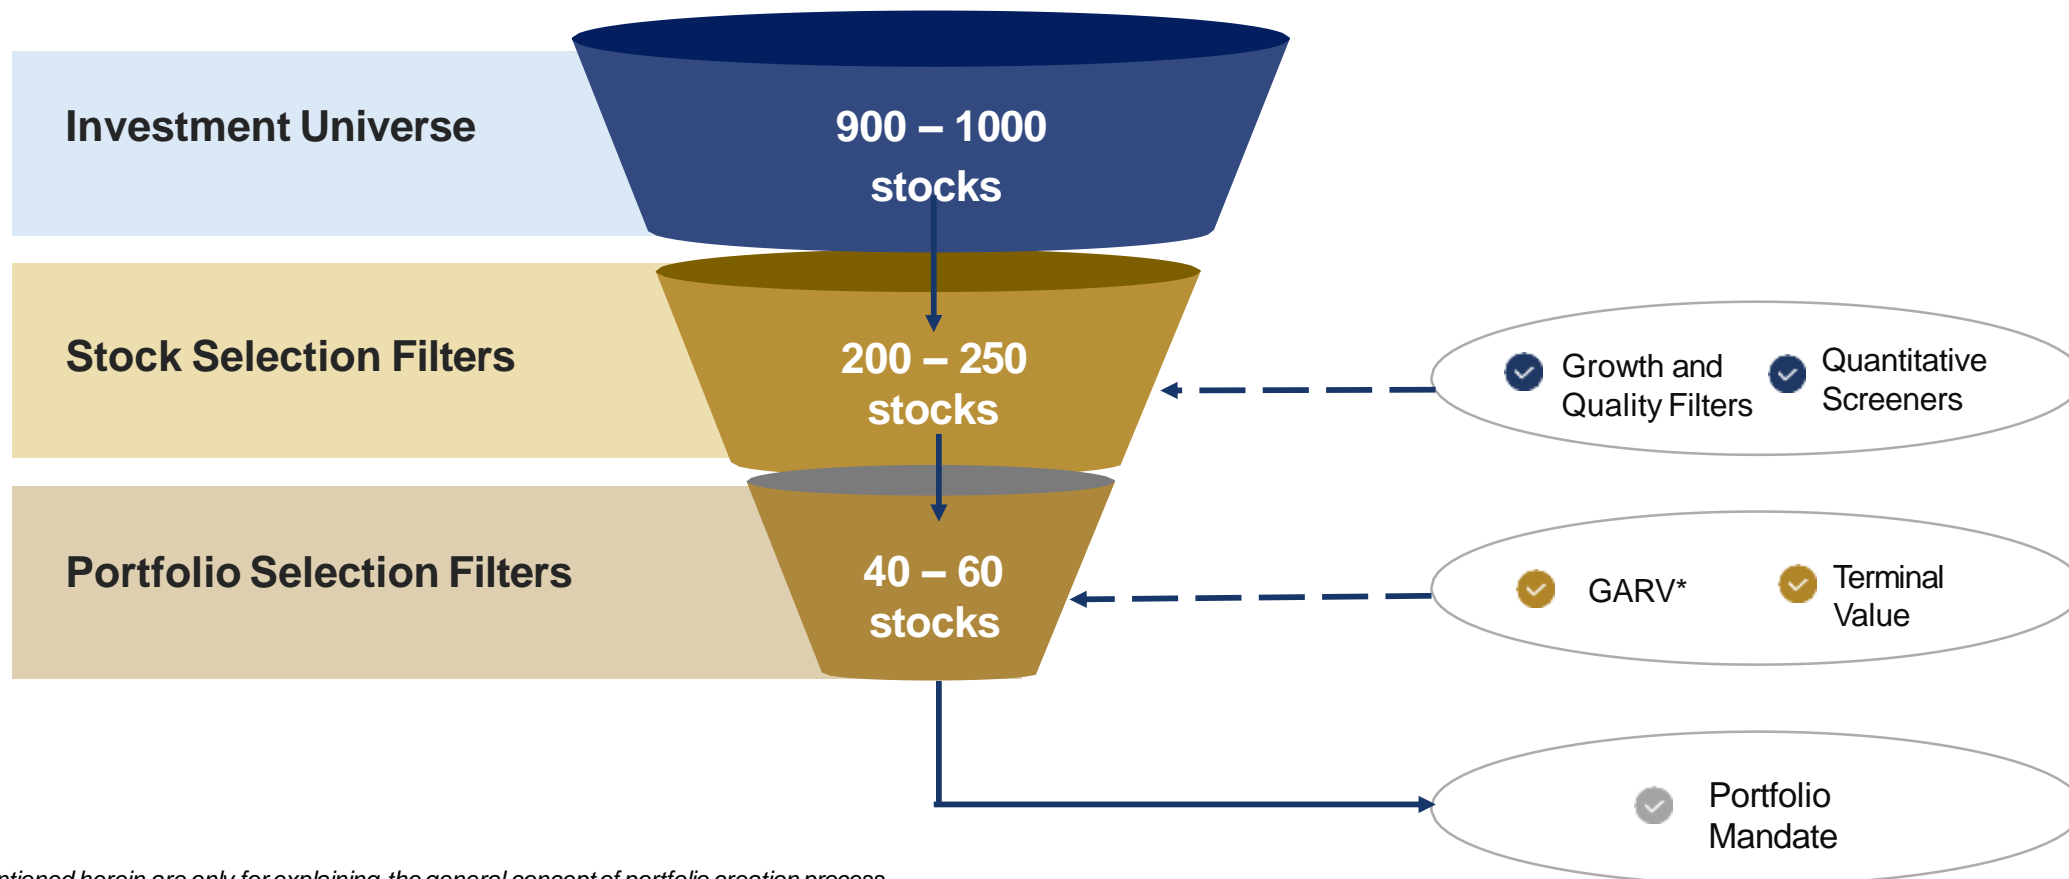 Investment Universe
900 – 1000
stocks
Stock Selection Filters
200 – 250
stocks
Growth and
Quality Filters
Quantitative
Screeners
Portfolio Selection Filters
40 – 60
stocks
GARV*
Terminal
Value
Portfolio
Mandate
herein are only for explaining the general concept of portfolio creation process